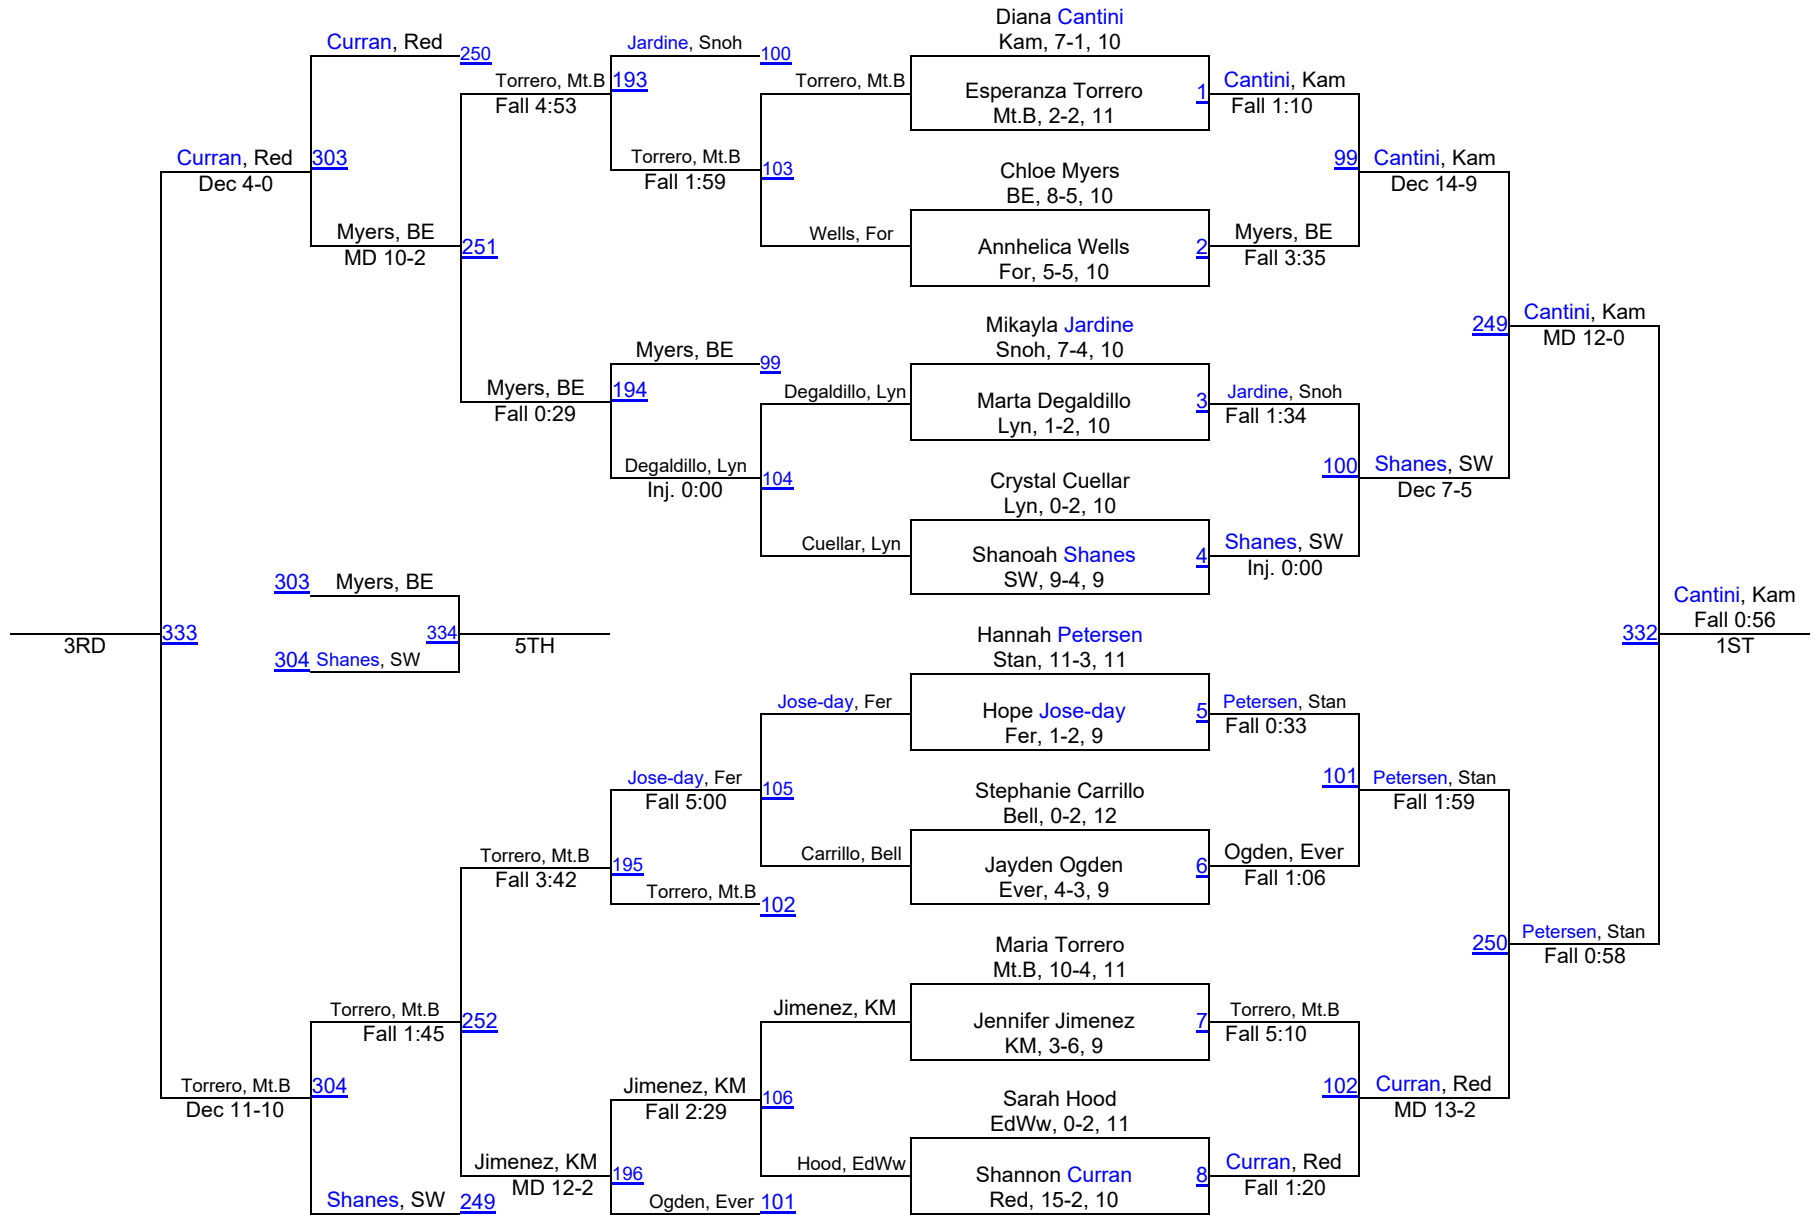 Diana Cantini
Kam, 7-1, 10
Curran, Red
250
Jardine, Snoh
100
Torrero, Mt.B
193
Fall 4:53
Torrero, Mt.B
Esperanza Torrero
Mt.B, 2-2, 11
1
Cantini, Kam
Fall 1:10
Curran, Red
303
Dec 4-0
Torrero, Mt.B
Fall 1:59
103
Chloe Myers
BE, 8-5, 10
99
Cantini, Kam
Dec 14-9
Myers, BE
MD 10-2
251
Wells, For
Annhelica Wells
For, 5-5, 10
2
Myers, BE
Fall 3:35
Mikayla Jardine
Snoh, 7-4, 10
249
Cantini, Kam
MD 12-0
Myers, BE
99
Myers, BE
194
Fall 0:29
Degaldillo, Lyn
Marta Degaldillo
Lyn, 1-2, 10
3
Jardine, Snoh
Fall 1:34
Degaldillo, Lyn
Inj. 0:00
104
Crystal Cuellar
Lyn, 0-2, 10
100
Shanes, SW
Dec 7-5
Cuellar, Lyn
Shanoah Shanes
SW, 9-4, 9
4
Shanes, SW
Inj. 0:00
303
Myers, BE
3RD
333
334
5TH
304
Shanes, SW
Cantini, Kam
Fall 0:56
332
1ST
Hannah Petersen
Stan, 11-3, 11
Jose-day, Fer
Hope Jose-day
Fer, 1-2, 9
5
Petersen, Stan
Fall 0:33
Jose-day, Fer
Fall 5:00
105
Stephanie Carrillo
Bell, 0-2, 12
101
Petersen, Stan
Fall 1:59
Torrero, Mt.B
Fall 3:42
195
Carrillo, Bell
Jayden Ogden
Ever, 4-3, 9
6
Ogden, Ever
Fall 1:06
Torrero, Mt.B
102
Maria Torrero
Mt.B, 10-4, 11
250
Petersen, Stan
Fall 0:58
Torrero, Mt.B
Fall 1:45
252
Jimenez, KM
Jennifer Jimenez
KM, 3-6, 9
7
Torrero, Mt.B
Fall 5:10
Torrero, Mt.B
304
Dec 11-10
Jimenez, KM
Fall 2:29
106
Sarah Hood
EdWw, 0-2, 11
102
Curran, Red
MD 13-2
Jimenez, KM
MD 12-2
196
Hood, EdWw
Shannon Curran
Red, 15-2, 10
8
Curran, Red
Fall 1:20
Shanes, SW
249
Ogden, Ever
101